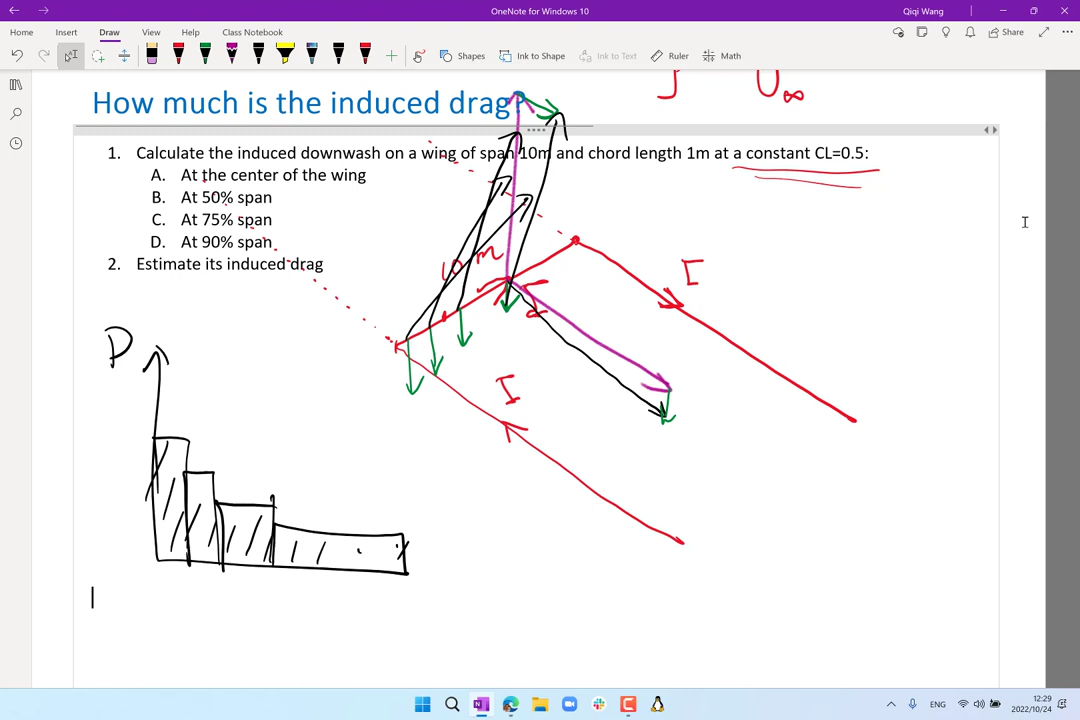 OneNote for Windows 10
Qiqi Wang
Home Insert Draw View Help Class Notebook
Share
Shapes Ink to Shape Ink to Text Ruler Math
How much is the induced drag?
U∞
1. Calculate the induced downwash on a wing of span 10m and chord length 1m at a constant CL=0.5:
A. At the center of the wing
B. At 50% span
C. At 75% span
D. At 90% span
2. Estimate its induced drag
10 m
I
I
D
ENG
12:29
2022/10/24